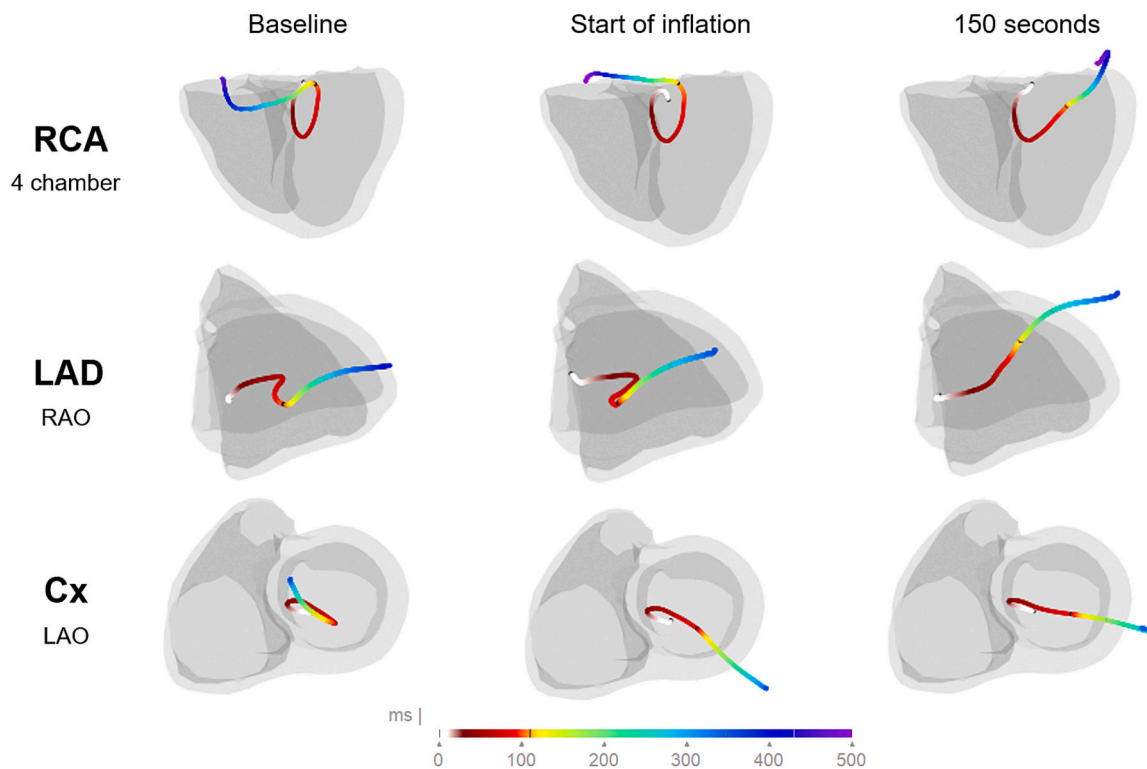 Baseline Start of inflation 150 seconds
RCA
4 chamber
LAD
RAO
Cx
LAO
ms |
0 100 200 300 400 500